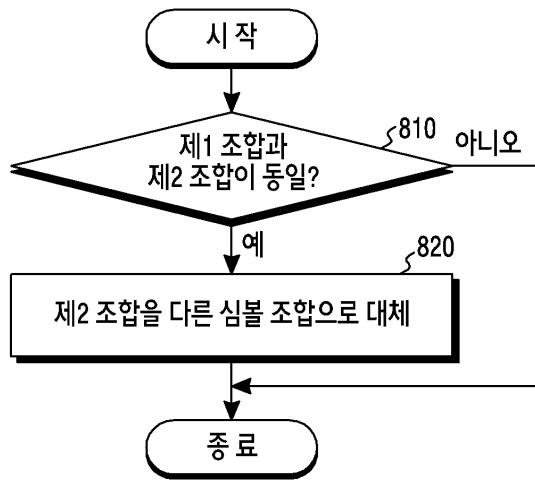 시 작
810
제1 조합과
제2 조합이 동일?
아니오
예
820
제2 조합을 다른 심볼 조합으로 대체
종 료